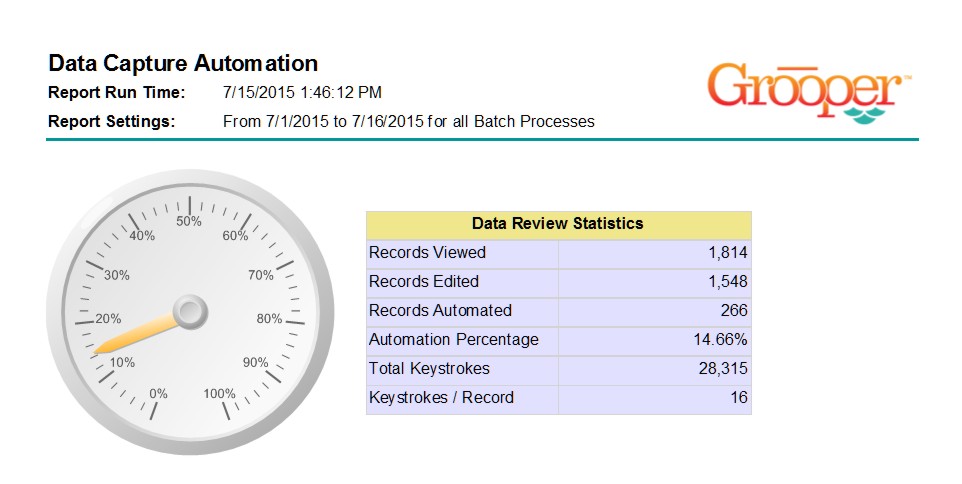 Data Capture Automation
Report Run Time: 7/15/2015 1:46:12 PM
Report Settings: From 7/1/2015 to 7/16/2015 for all Batch Processes
Grooper™
50%
40% 60%
30% 70%
20% 80%
10% 90%
0% 100%
Data Review Statistics
Records Viewed 1,814
Records Edited 1,548
Records Automated 266
Automation Percentage 14.66%
Total Keystrokes 28,315
Keystrokes / Record 16